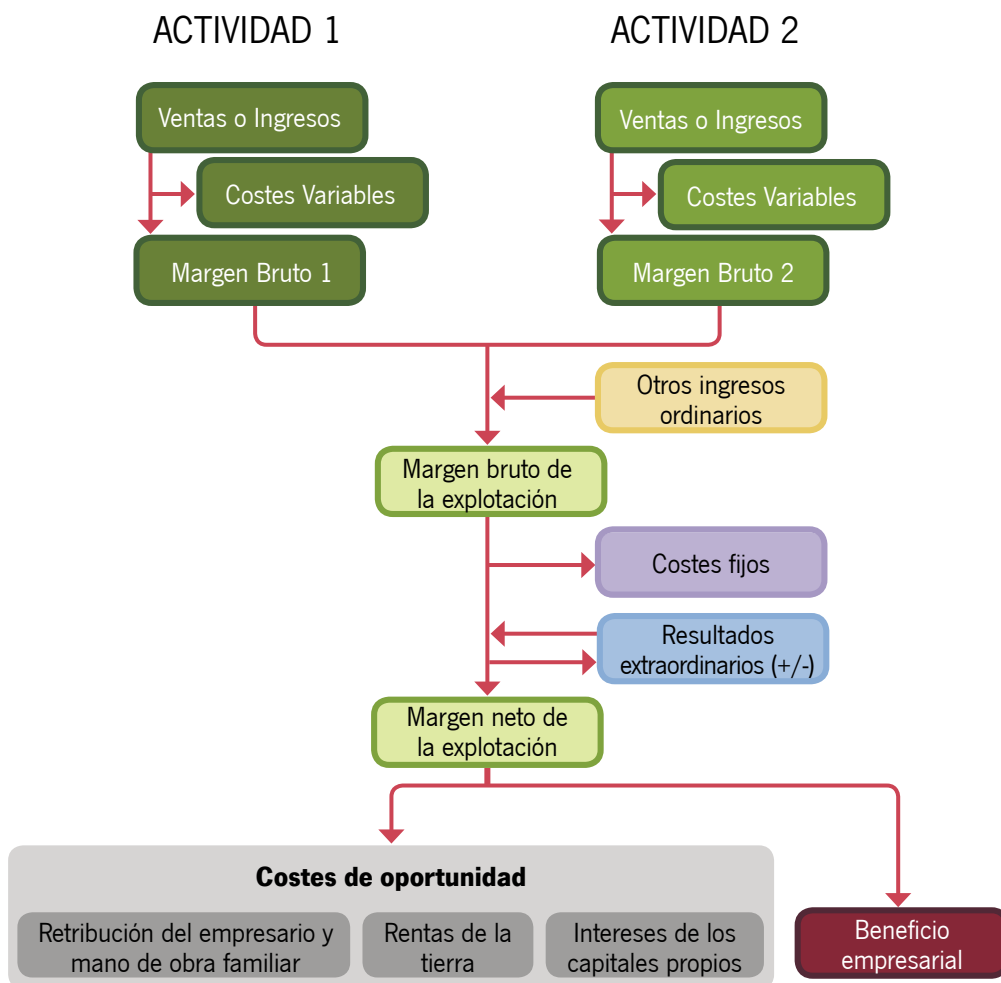 ACTIVIDAD 1
ACTIVIDAD 2
Ventas o Ingresos
Ventas o Ingresos
Costes Variables
Costes Variables
Margen Bruto 1
Margen Bruto 2
Otros ingresos
ordinarios
Margen bruto de
la explotación
Costes fijos
Resultados
extraordinarios (+/-)
Margen neto de
la explotación
Costes de oportunidad
Retribución del empresario y
mano de obra familiar
Rentas de la
tierra
Intereses de los
capitales propios
Beneficio
empresarial